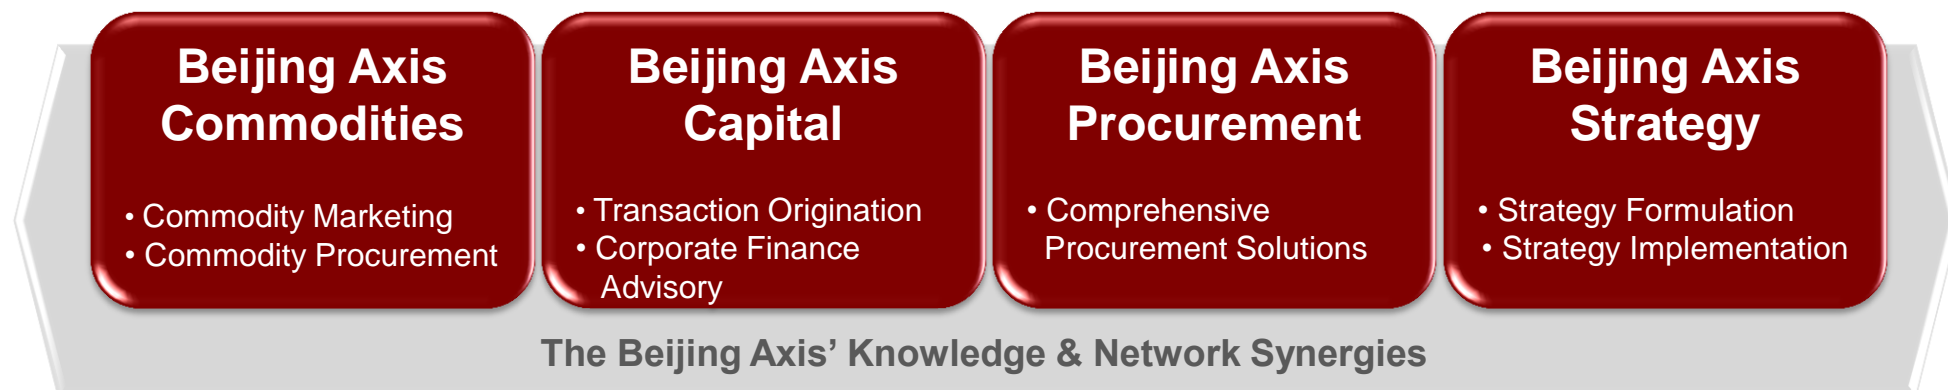 Beijing Axis
Commodities
• Commodity Marketing
• Commodity Procurement
Beijing Axis
Capital
• Transaction Origination
• Corporate Finance
Advisory
Beijing Axis
Procurement
• Comprehensive
Procurement Solutions
Beijing Axis
Strategy
• Strategy Formulation
• Strategy Implementation
The Beijing Axis’ Knowledge & Network Synergies